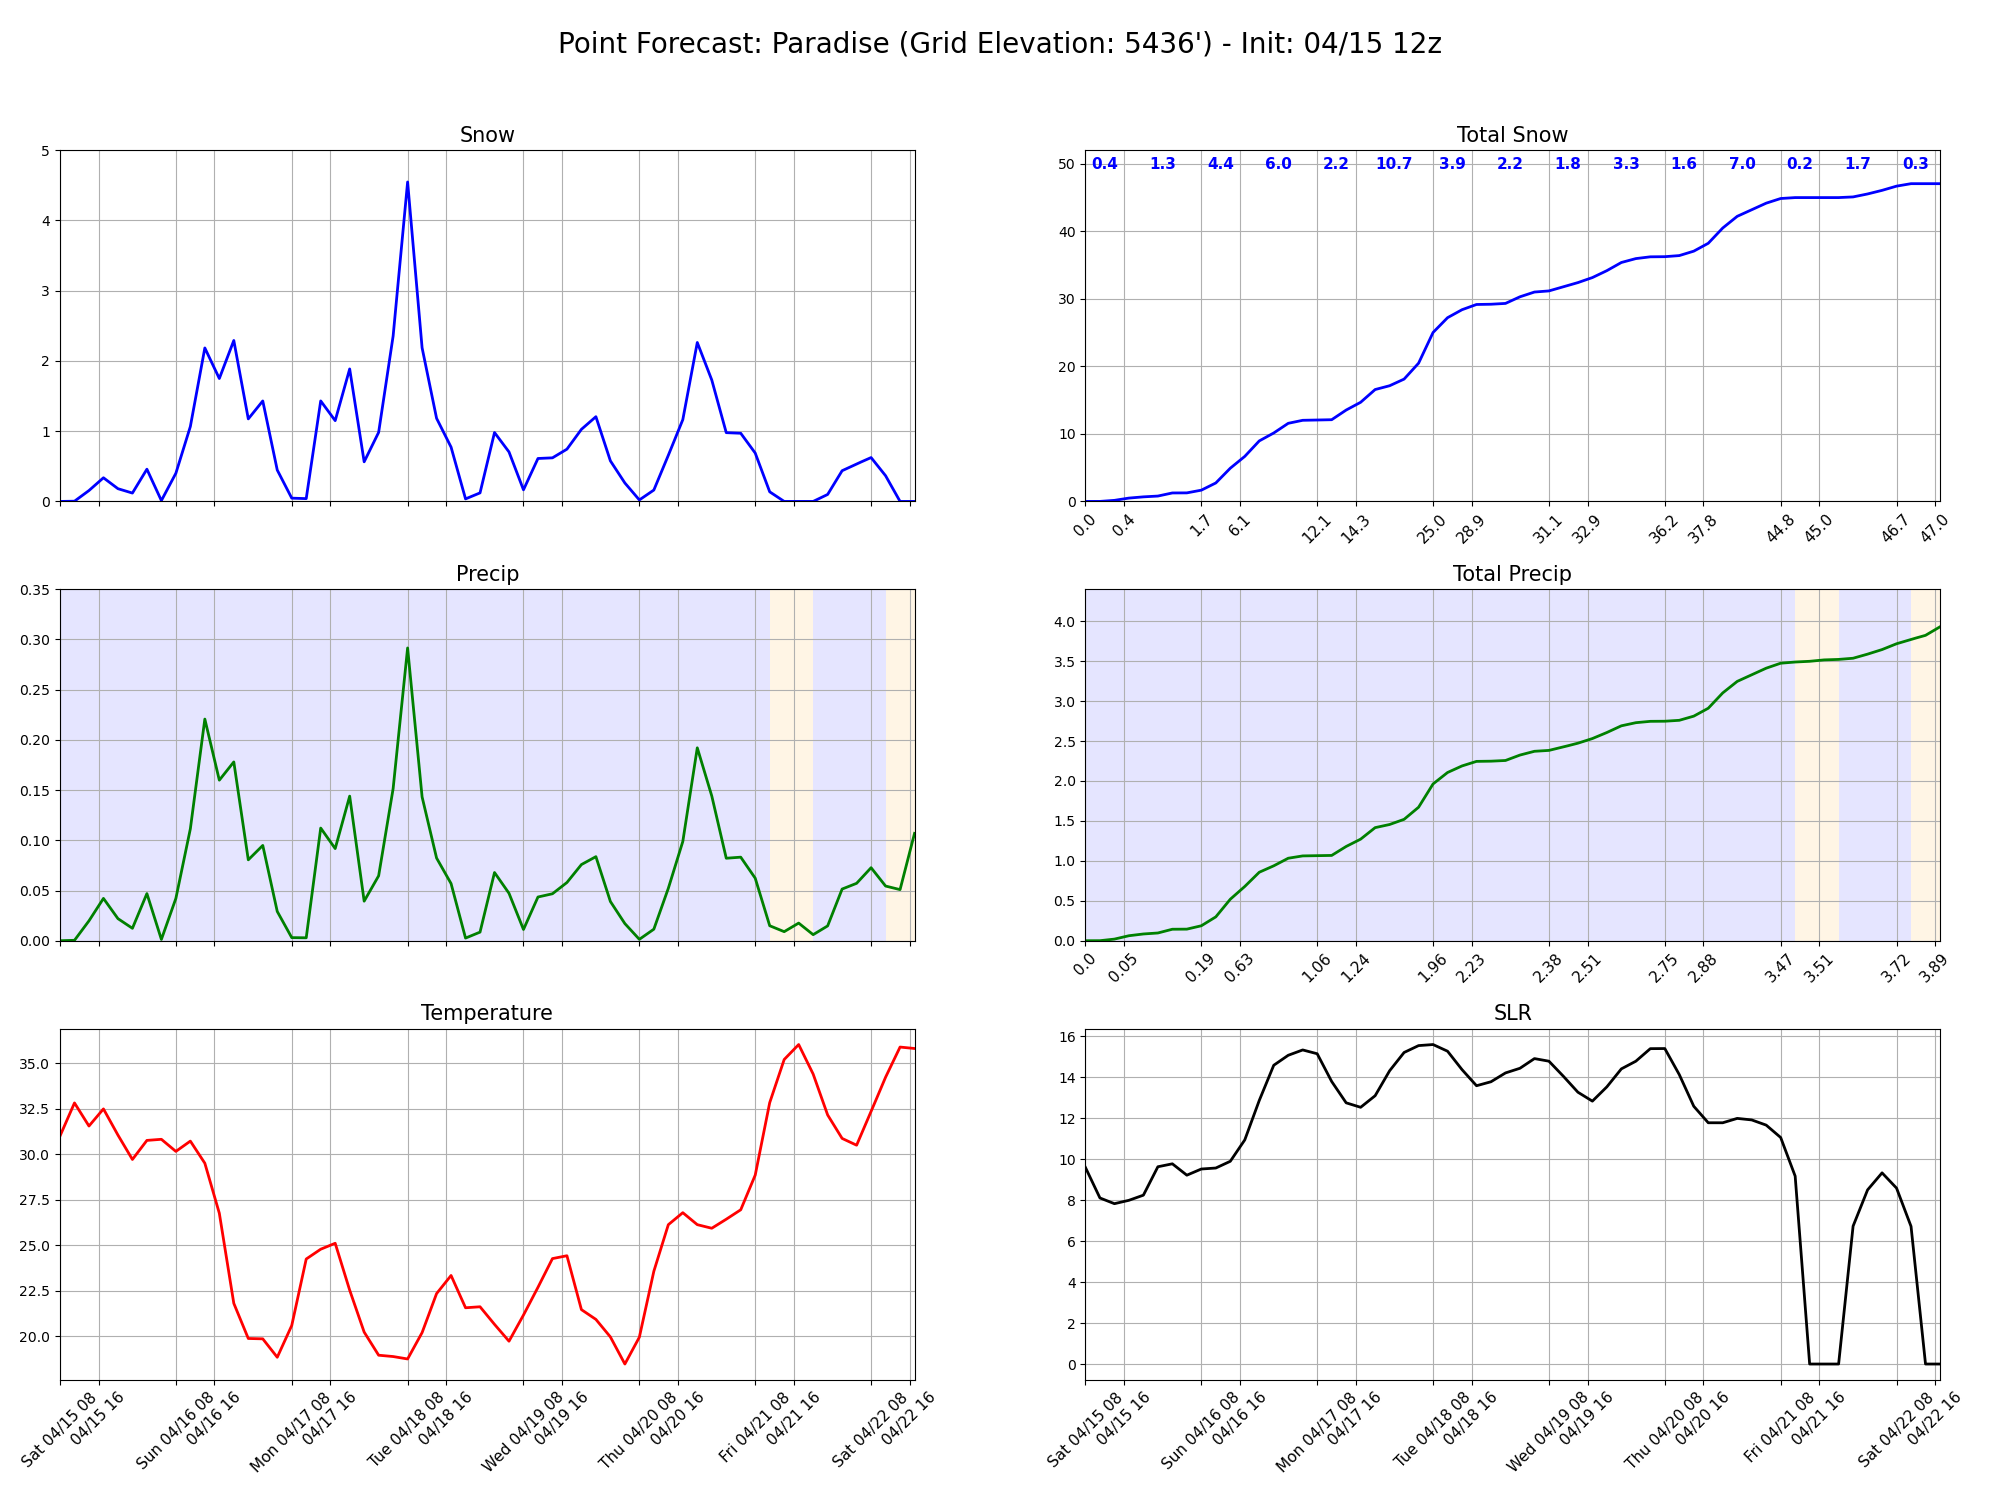 Point Forecast: Paradise (Grid Elevation: 5436') - Init: 04/15 12z
Snow
5
4
3
2
1
0
Total Snow
0.4 1.3 4.4 6.0 2.2 10.7 3.9 2.2 1.8 3.3 1.6 7.0 0.2 1.7 0.3
50
40
30
20
10
0
0.0 0.4 1.7 6.1 12.1 14.3 25.0 28.9 31.1 32.9 36.2 37.8 44.8 45.0 46.7 47.0
Precip
0.35
0.30
0.25
0.20
0.15
0.10
0.05
0.00
Total Precip
4.0
3.5
3.0
2.5
2.0
1.5
1.0
0.5
0.0
0.0 0.05 0.19 0.63 1.06 1.24 1.96 2.23 2.38 2.51 2.75 2.88 3.47 3.51 3.72 3.89
Temperature
35.0
32.5
30.0
27.5
25.0
22.5
20.0
Sat 04/15 08
04/15 16
Sun 04/16 08
04/16 16
Mon 04/17 08
04/17 16
Tue 04/18 08
04/18 16
Wed 04/19 08
04/19 16
Thu 04/20 08
04/20 16
Fri 04/21 08
04/21 16
Sat 04/22 08
04/22 16
SLR
16
14
12
10
8
6
4
2
0
Sat 04/15 08
04/15 16
Sun 04/16 08
04/16 16
Mon 04/17 08
04/17 16
Tue 04/18 08
04/18 16
Wed 04/19 08
04/19 16
Thu 04/20 08
04/20 16
Fri 04/21 08
04/21 16
Sat 04/22 08
04/22 16